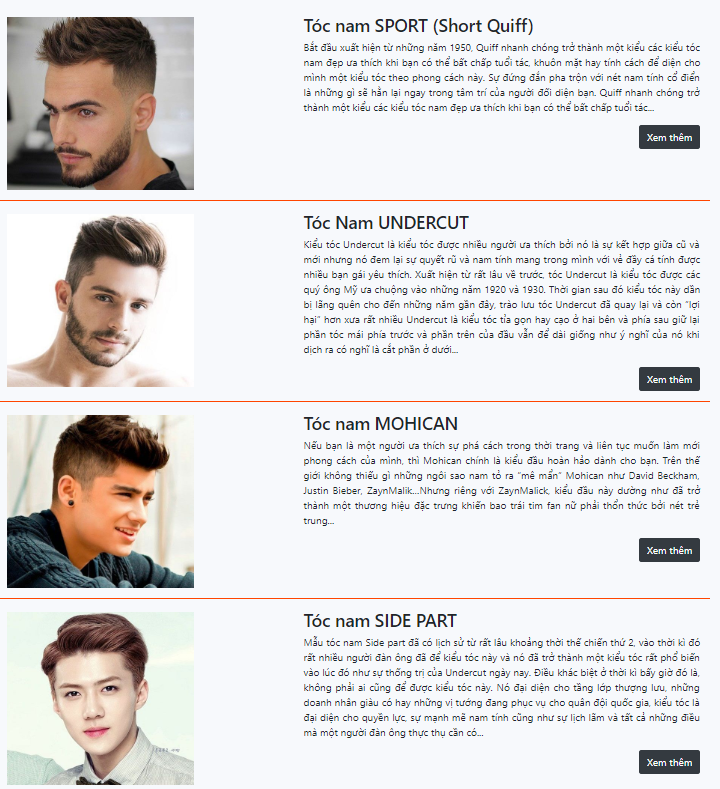 Tóc nam SPORT (Short Quiff)
Bắt đầu xuất hiện từ những năm 1950, Quiff nhanh chóng trở thành một kiểu các kiểu tóc
nam đẹp ưa thích khi bạn có thể bất chấp tuổi tác, khuôn mặt hay tính cách để diện cho
mình một kiểu tóc theo phong cách này. Sự đứng đắn pha trộn với nét nam tính cổ điển
là những gì sẽ hằn lại ngay trong tâm trí của người đối diện bạn. Quiff nhanh chóng trở
thành một kiểu các kiểu tóc nam đẹp ưa thích khi bạn có thể bất chấp tuổi tác...
Xem thêm
Tóc Nam UNDERCUT
Kiểu tóc Undercut là kiểu tóc được nhiều người ưa thích bởi nó là sự kết hợp giữa cũ và
mới nhưng nó đem lại sự quyết rũ và nam tính mang trong mình với vẻ đầy cá tính được
nhiều bạn gái yêu thích. Xuất hiện từ rất lâu về trước, tóc Undercut là kiểu tóc được các
quý ông Mỹ ưa chuộng vào những năm 1920 và 1930. Thời gian sau đó kiểu tóc này dần
bị lãng quên cho đến những năm gần đây, trào lưu tóc Undercut đã quay lại và còn "lợi
hại" hơn xưa rất nhiều Undercut là kiểu tóc tỉa gọn hay cạo ở hai bên và phía sau giữ lại
phần tóc mái phía trước và phần trên của đầu vẫn để dài giống như ý nghĩ của nó khi
dịch ra có nghĩ là cắt phần ở dưới...
Xem thêm
Tóc nam MOHICAN
Nếu bạn là một người ưa thích sự phá cách trong thời trang và liên tục muốn làm mới
phong cách của mình, thì Mohican chính là kiểu đầu hoàn hảo dành cho bạn. Trên thế
giới không thiếu gì những ngôi sao nam tỏ ra "mê mẩn" Mohican như David Beckham,
Justin Bieber, ZaynMalik...Nhưng riêng với ZaynMalick, kiểu đầu này dường như đã trở
thành một thương hiệu đặc trưng khiến bao trái tim fan nữ phải thổn thức bởi nét trẻ
trung...
Xem thêm
Tóc nam SIDE PART
Mẫu tóc nam Side part đã có lịch sử từ rất lâu khoảng thời thế chiến thứ 2, vào thời kì đó
rất nhiều người đàn ông đã để kiểu tóc này và nó đã trở thành một kiểu tóc rất phổ biến
vào lúc đó như sự thống trị của Undercut ngày nay. Điều khác biệt ở thời kì bấy giờ đó là,
không phải ai cũng để được kiểu tóc này. Nó đại diện cho tầng lớp thượng lưu, những
doanh nhân giàu có hay những vị tướng đang phục vụ cho quân đội quốc gia, kiểu tóc là
đại diện cho quyền lực, sự mạnh mẽ nam tính cũng như sự lịch lãm và tất cả những điều
mà một người đàn ông thực thụ cần có...
Xem thêm